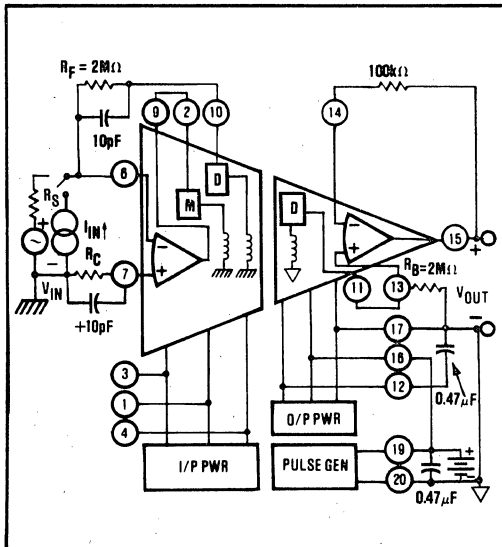 R_F = 2MΩ
10pF
9
2
10
14
100kΩ
6
D
M
D
R_S
I_IN↑
R_C
7
V_IN
+10pF
15
+
R_B=2MΩ
11
13
V_OUT
3
1
4
17
16
12
0.47μF
O/P PWR
I/P PWR
PULSE GEN
19
20
0.47μF